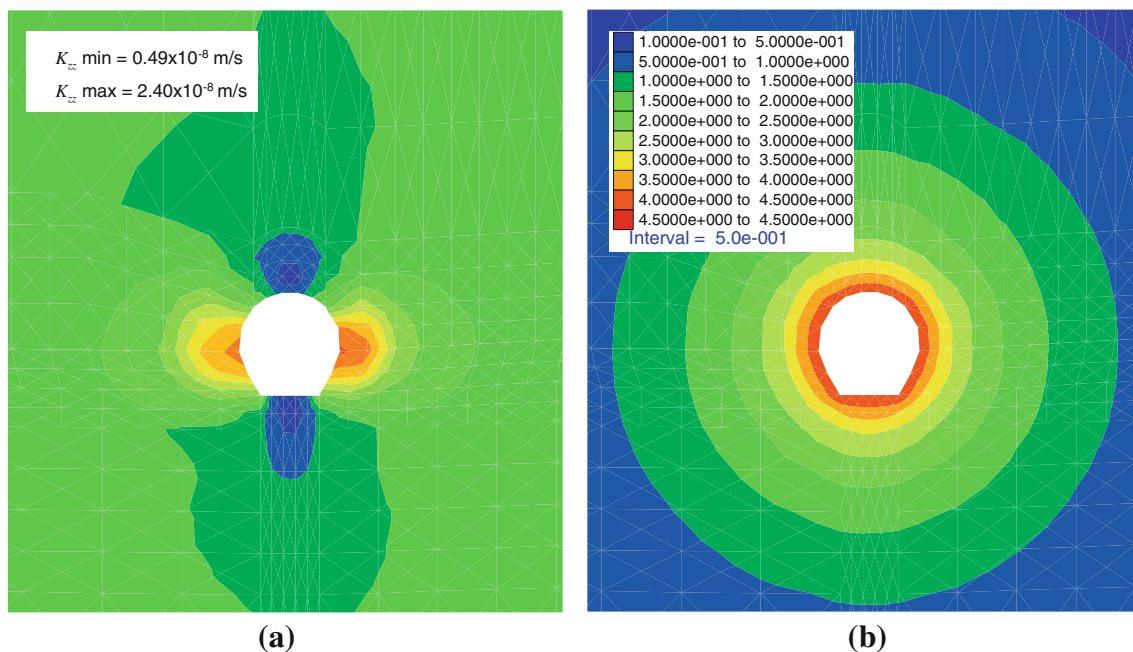 K_zz min = 0.49x10⁻⁸ m/s
K_zz max = 2.40x10⁻⁸ m/s
1.0000e-001 to 5.0000e-001
5.0000e-001 to 1.0000e+000
1.0000e+000 to 1.5000e+000
1.5000e+000 to 2.0000e+000
2.0000e+000 to 2.5000e+000
2.5000e+000 to 3.0000e+000
3.0000e+000 to 3.5000e+000
3.5000e+000 to 4.0000e+000
4.0000e+000 to 4.5000e+000
4.5000e+000 to 4.5000e+000
Interval = 5.0e-001
(a)
(b)